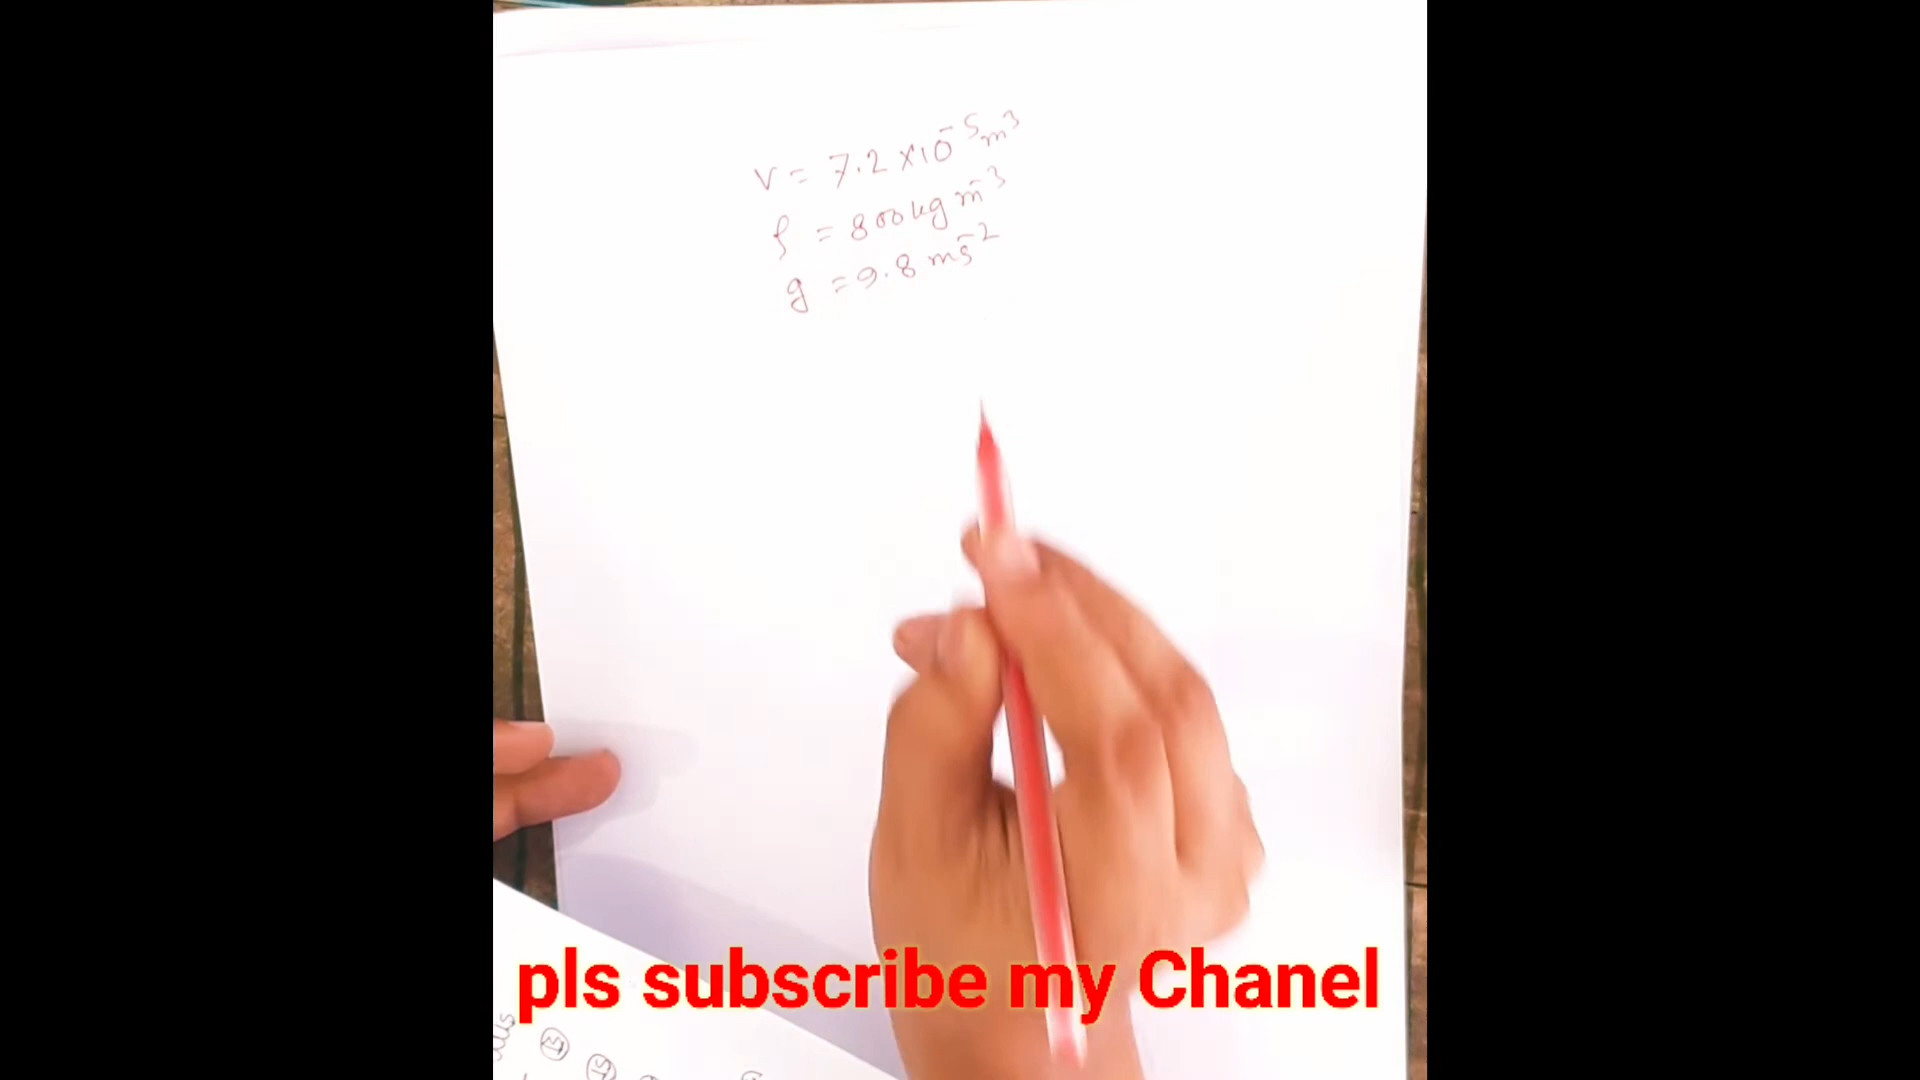 V = 7.2 × 10⁻⁵ m³
ρ = 800 kg m⁻³
g = 9.8 ms⁻²
pls subscribe my Chanel